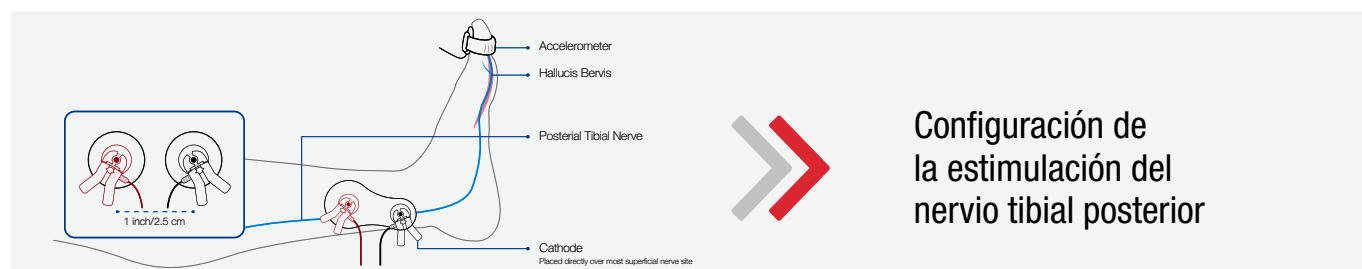 Accelerometer
Hallucis Bervis
Posterial Tibial Nerve
1 inch/2.5 cm
Cathode
Placed directly over most superficial nerve site
Configuración de
la estimulación del
nervio tibial posterior